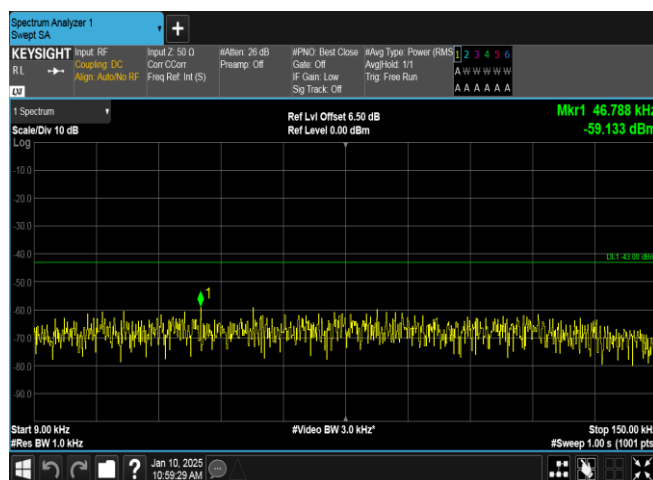 Spectrum Analyzer 1
Swept SA
+
KEYSIGHT Input: RF Input Z: 50 Ω #Atten: 26 dB #PNO: Best Close #Avg Type: Power (RMS 1 2 3 4 5 6
RL Coupling: DC Corr CCorr Preamp: Off Gate: Off Avg|Hold: 1/1 A W W W W W
Align: Auto/No RF Freq Ref: Int (S) IF Gain: Low Trig: Free Run
LXI Sig Track: Off A A A A A A
1 Spectrum Ref Lvl Offset 6.50 dB Mkr1 46.788 kHz
Scale/Div 10 dB Ref Level 0.00 dBm -59.133 dBm
Log
-10.0
-20.0
-30.0
-40.0
DL1 -43.00 dBm
-50.0
1
-60.0
-70.0
-80.0
-90.0
Start 9.00 kHz #Video BW 3.0 kHz* Stop 150.00 kHz
#Res BW 1.0 kHz #Sweep 1.00 s (1001 pts
? Jan 10, 2025
10:59:29 AM